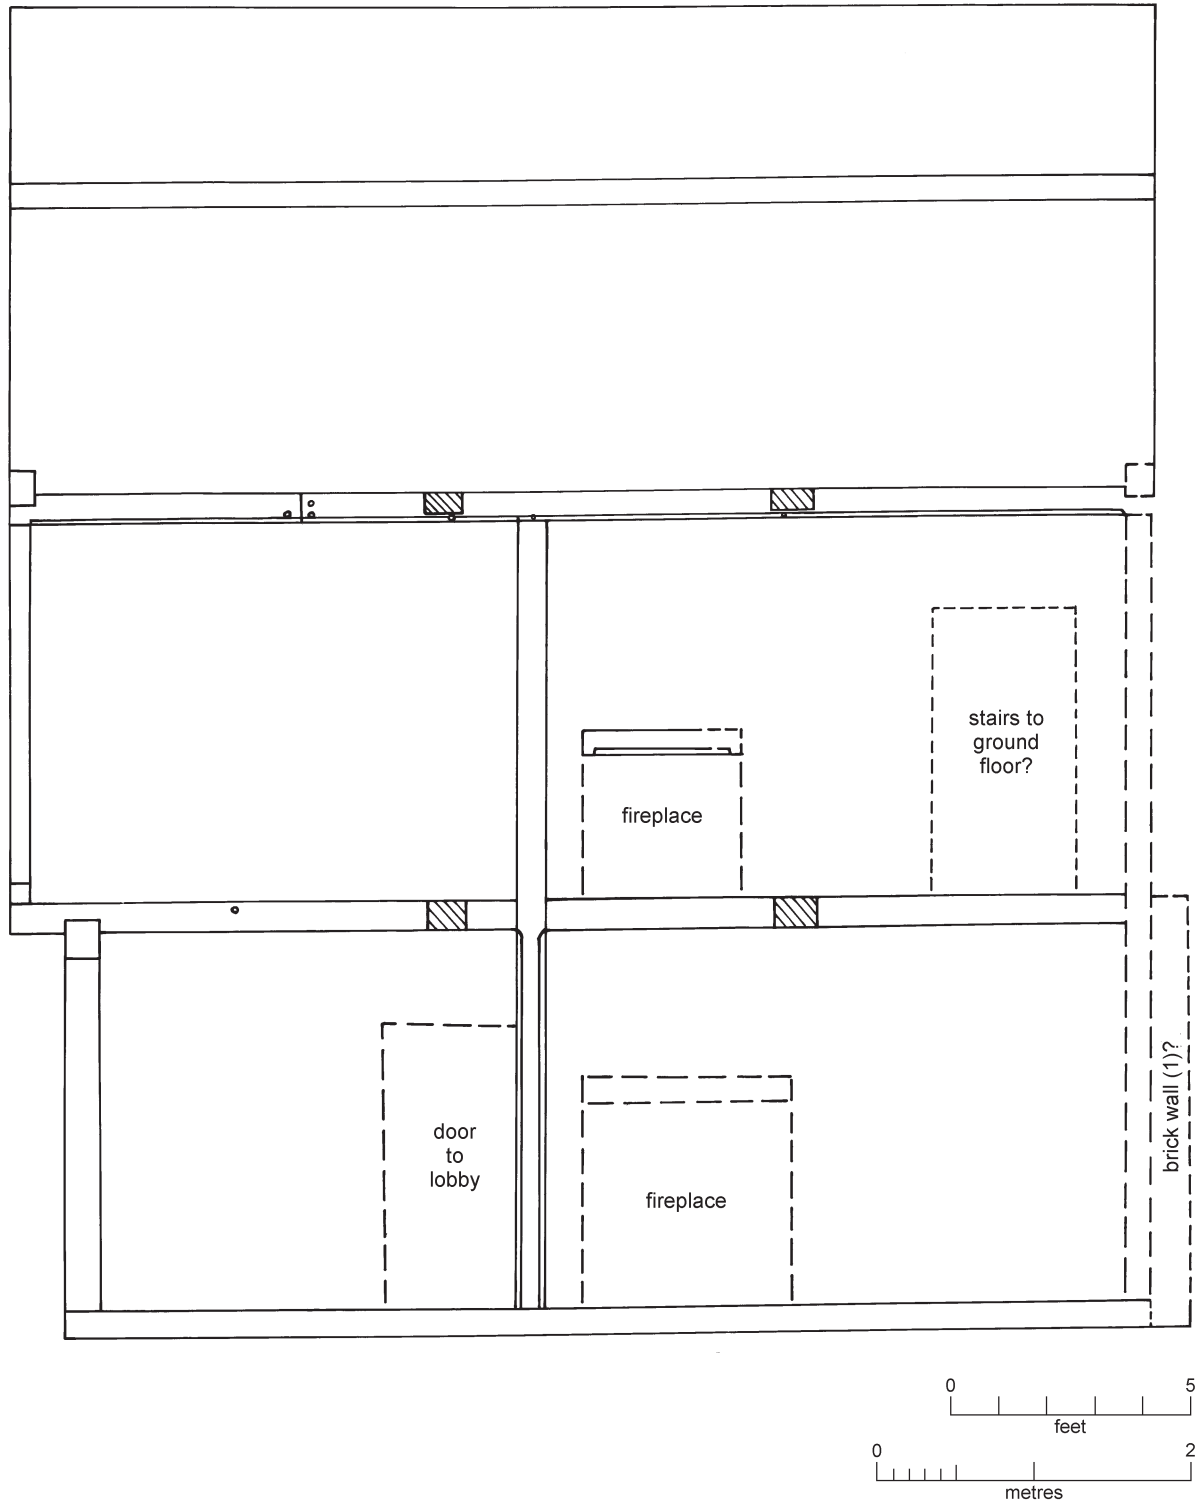 stairs to
ground
floor?
fireplace
door
to
lobby
fireplace
brick wall (1)?
0 5
feet
0 2
metres